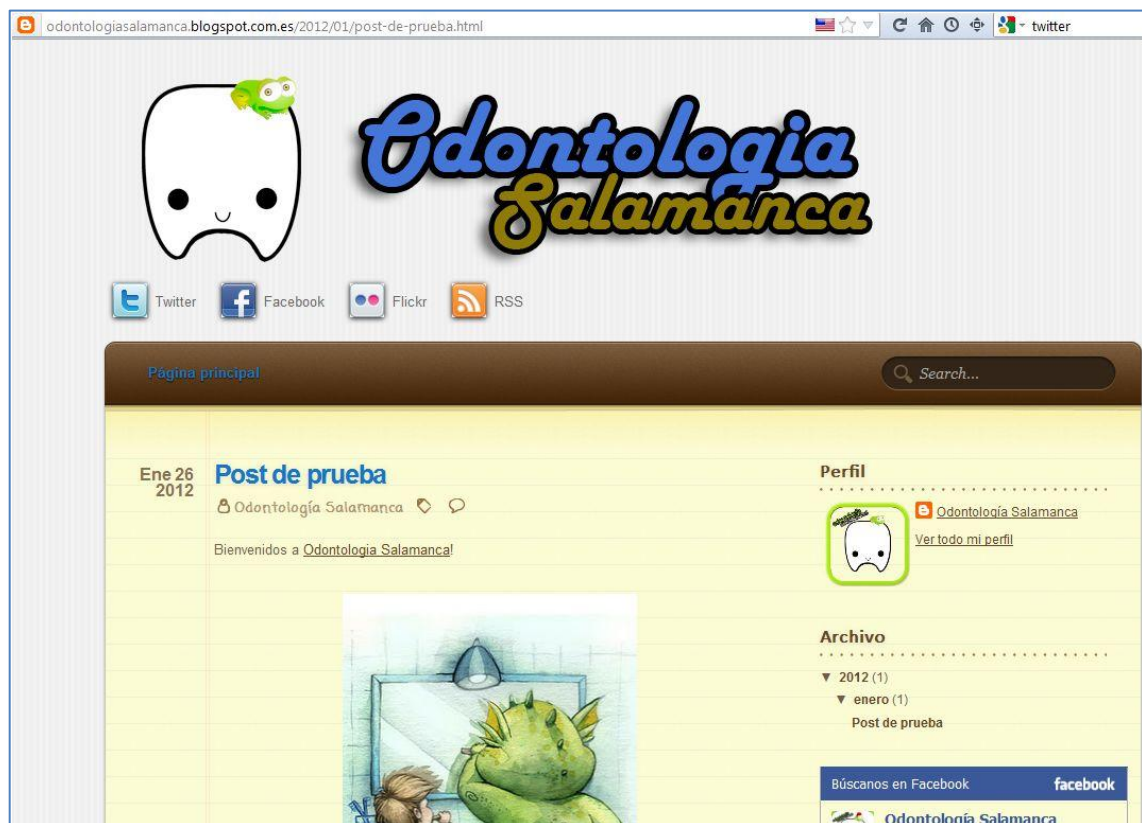 odontologiasalamanca.blogspot.com.es/2012/01/post-de-prueba.html
twitter
Odontologia
Salamanca
Twitter
Facebook
Flickr
RSS
Página principal
Search...
Ene 26
2012
Post de prueba
Odontología Salamanca
Bienvenidos a Odontologia Salamanca!
Perfil
Odontología Salamanca
Ver todo mi perfil
Archivo
▼ 2012 (1)
▼ enero (1)
Post de prueba
Búscanos en Facebook
facebook
Odontología Salamanca